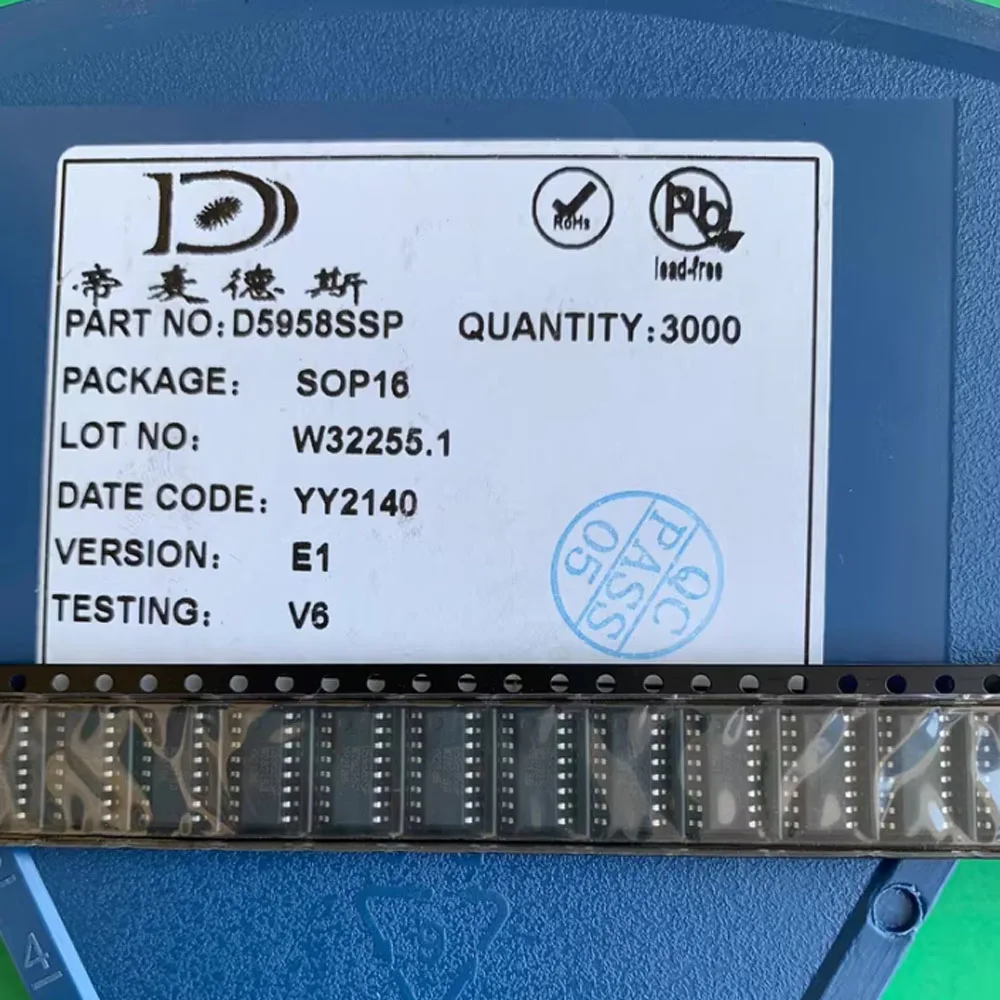 RoHs
Pb
lead-free
帝麦德斯
PART NO:D5958SSP QUANTITY:3000
PACKAGE: SOP16
LOT NO: W32255.1
DATE CODE: YY2140
VERSION: E1
TESTING: V6
QC
PASS
05
4